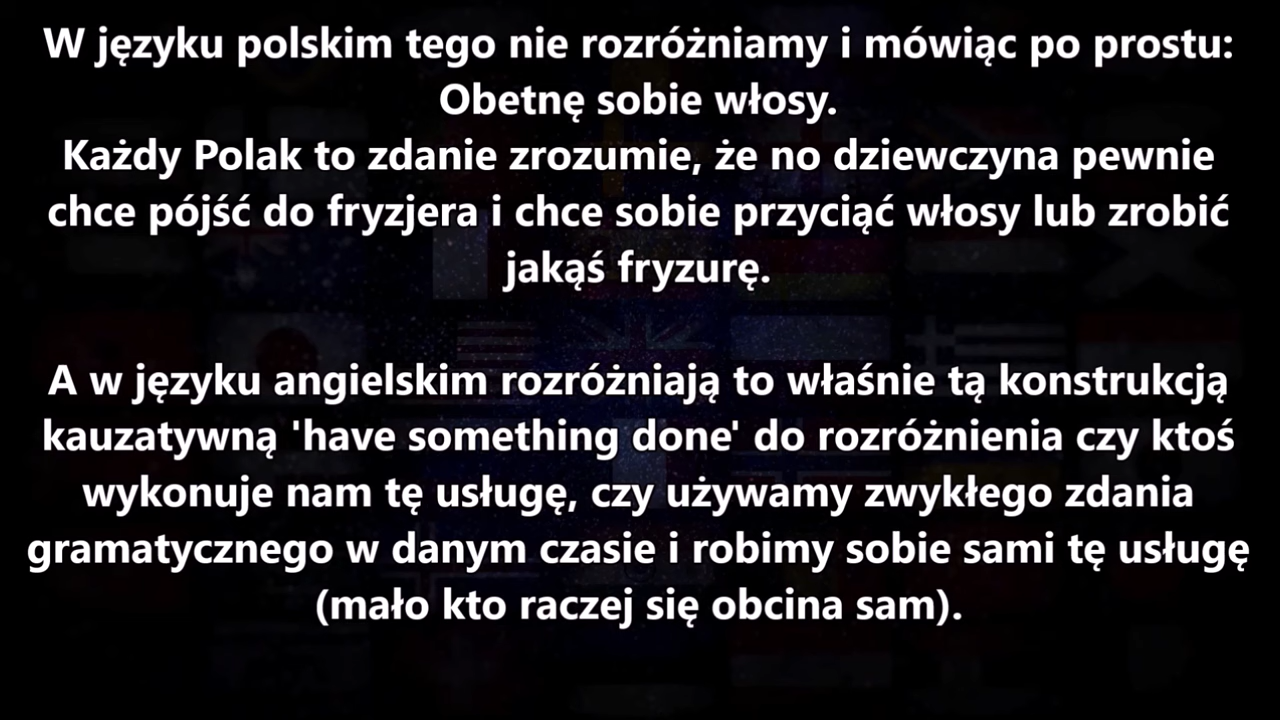 W języku polskim tego nie rozróżniamy i mówiąc po prostu:
Obetnę sobie włosy.
Każdy Polak to zdanie zrozumie, że no dziewczyna pewnie
chce pójść do fryzjera i chce sobie przyciąć włosy lub zrobić
jakąś fryzurę.
A w języku angielskim rozróżniają to właśnie tą konstrukcją
kauzatywną 'have something done' do rozróżnienia czy ktoś
wykonuje nam tę usługę, czy używamy zwykłego zdania
gramatycznego w danym czasie i robimy sobie sami tę usługę
(mało kto raczej się obcina sam).